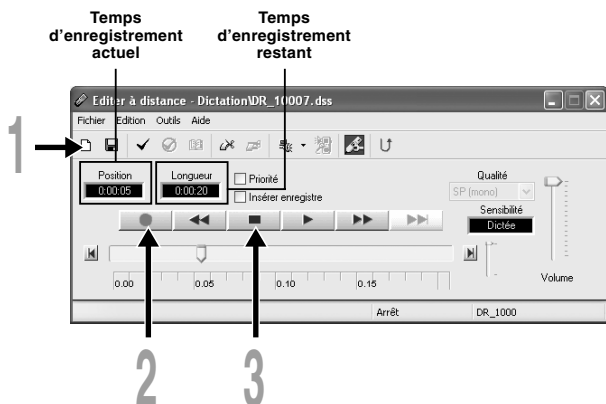 Temps
d'enregistrement
actuel
Temps
d'enregistrement
restant
Editer à distance - Dictation\DR_10007.dss
Fichier Edition Outils Aide
1
Position
0:00:05
Longueur
0:00:20
Priorité
Insérer enregistre
Qualité
SP (mono)
Sensibilité
Dictée
Volume
0.00 0.05 0.10 0.15
Arrêt DR_1000
2 3